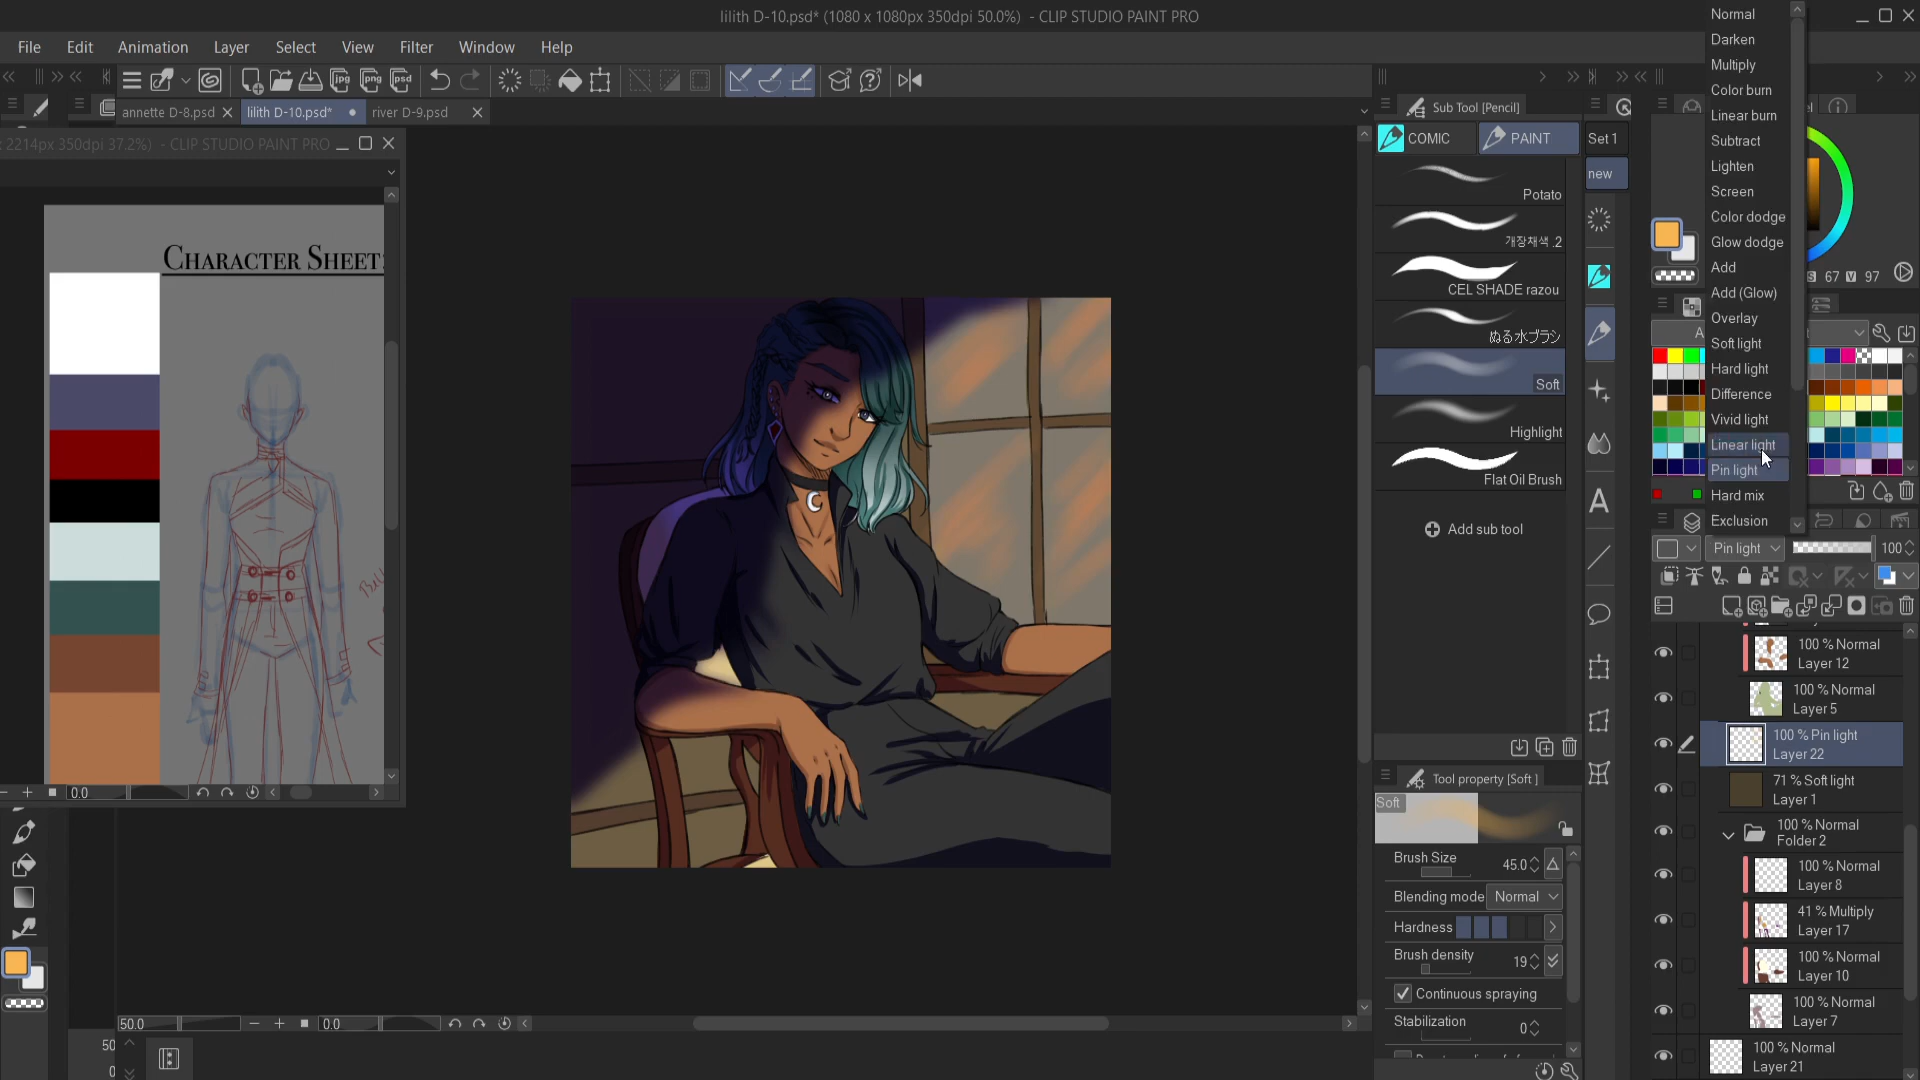 lilith D-10.psd* (1080 x 1080px 350dpi 50.0%) - CLIP STUDIO PAINT PRO
File Edit Animation Layer Select View Filter Window Help
annette D-8.psd lilith D-10.psd* river D-9.psd
2214px 350dpi 37.2%) - CLIP STUDIO PAINT PRO
CHARACTER SHEET
0.0
50.0 0.0
50
0
Sub Tool [Pencil]
COMIC PAINT
Potato
개장채색 .2
CEL SHADE razou
ぬる水ブラシ
Soft
Highlight
Flat Oil Brush
Add sub tool
Tool property [Soft ]
Soft
Brush Size 45.0
Blending mode Normal
Hardness
Brush density 19
Continuous spraying
Stabilization 0
Set 1
new
Normal
Darken
Multiply
Color burn
Linear burn
Subtract
Lighten
Screen
Color dodge
Glow dodge
Add
Add (Glow)
Overlay
Soft light
Hard light
Difference
Vivid light
Linear light
Pin light
Hard mix
Exclusion
S 67 V 97
Pin light 100
100 % Normal
Layer 12
100 % Normal
Layer 5
100 % Pin light
Layer 22
71 % Soft light
Layer 1
100 % Normal
Folder 2
100 % Normal
Layer 8
41 % Multiply
Layer 17
100 % Normal
Layer 10
100 % Normal
Layer 7
100 % Normal
Layer 21